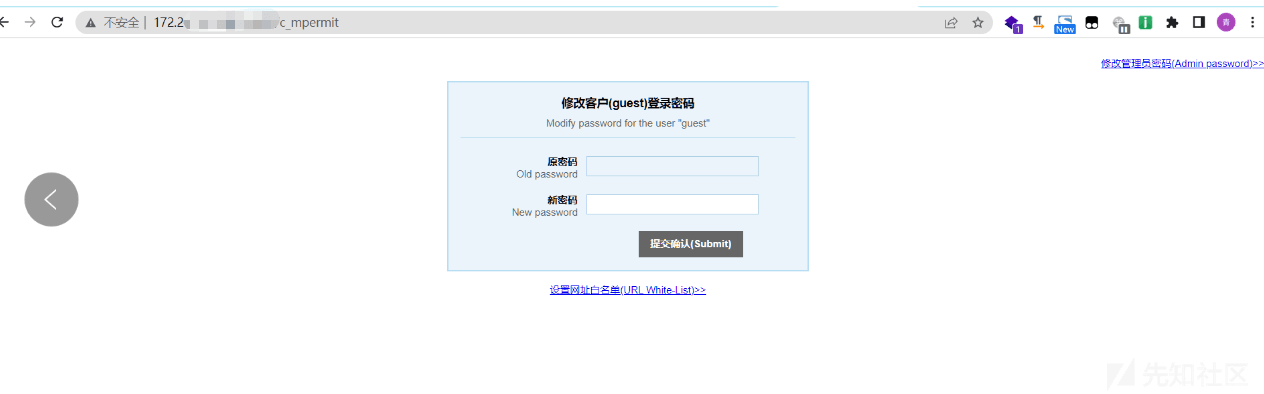 不安全 | 172.2 /c_mpermit
1
New
青
修改管理员密码(Admin password)>>
修改客户(guest)登录密码
Modify password for the user "guest"
原密码
Old password
新密码
New password
提交确认(Submit)
设置网址白名单(URL White-List)>>
先知社区